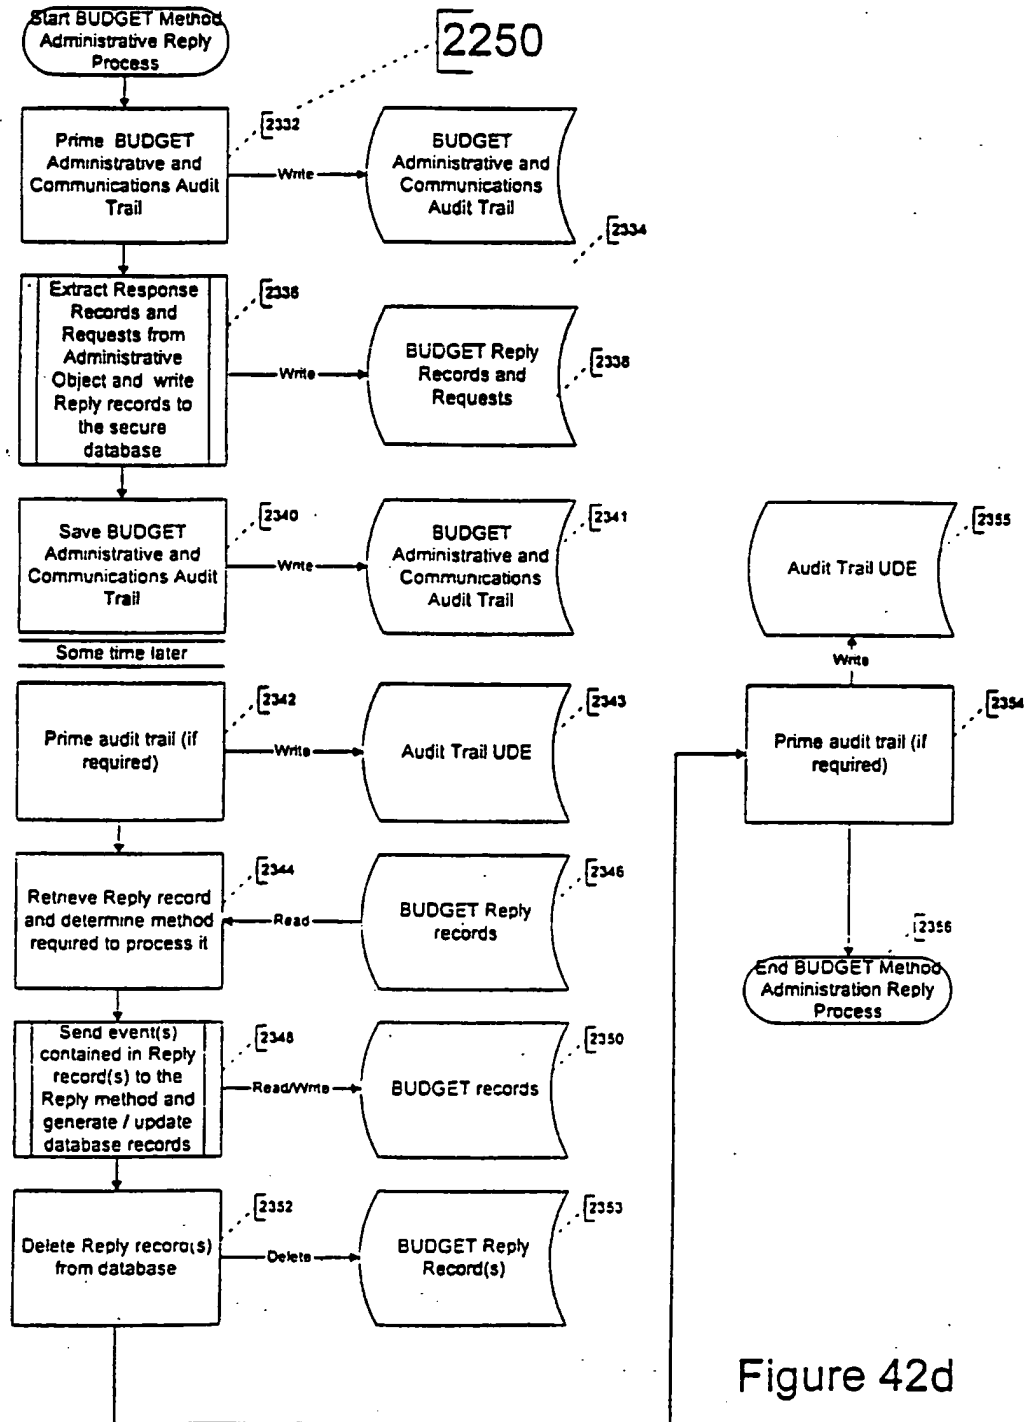 Start BUDGET Method
Administrative Reply
Process
2250
Prime BUDGET
Administrative and
Communications Audit
Trail
2332
Write
BUDGET
Administrative and
Communications
Audit Trail
2334
Extract Response
Records and
Requests from
Administrative
Object and write
Reply records to
the secure
database
2336
Write
BUDGET Reply
Records and
Requests
2338
Save BUDGET
Administrative and
Communications Audit
Trail
2340
Write
BUDGET
Administrative and
Communications
Audit Trail
2341
Some time later
Prime audit trail (if
required)
2342
Write
Audit Trail UDE
2343
Retrieve Reply record
and determine method
required to process it
2344
Read
BUDGET Reply
records
2346
Send event(s)
contained in Reply
record(s) to the
Reply method and
generate / update
database records
2348
Read/Write
BUDGET records
2350
Delete Reply record(s)
from database
2352
Delete
BUDGET Reply
Record(s)
2353
Audit Trail UDE
2355
Write
Prime audit trail (if
required)
2354
2356
End BUDGET Method
Administration Reply
Process
Figure 42d